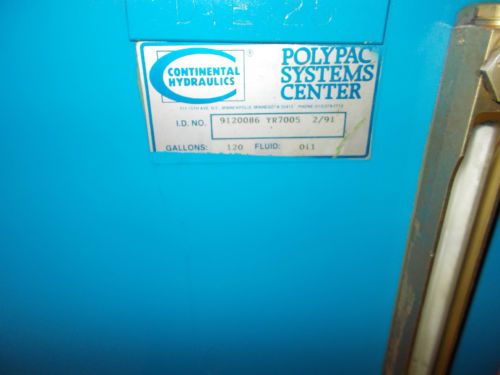 CONTINENTAL
HYDRAULICS
®
POLYPAC
SYSTEMS
CENTER
I.D. NO. 9120086 YR7005 2/91
GALLONS: 120 FLUID: Oil